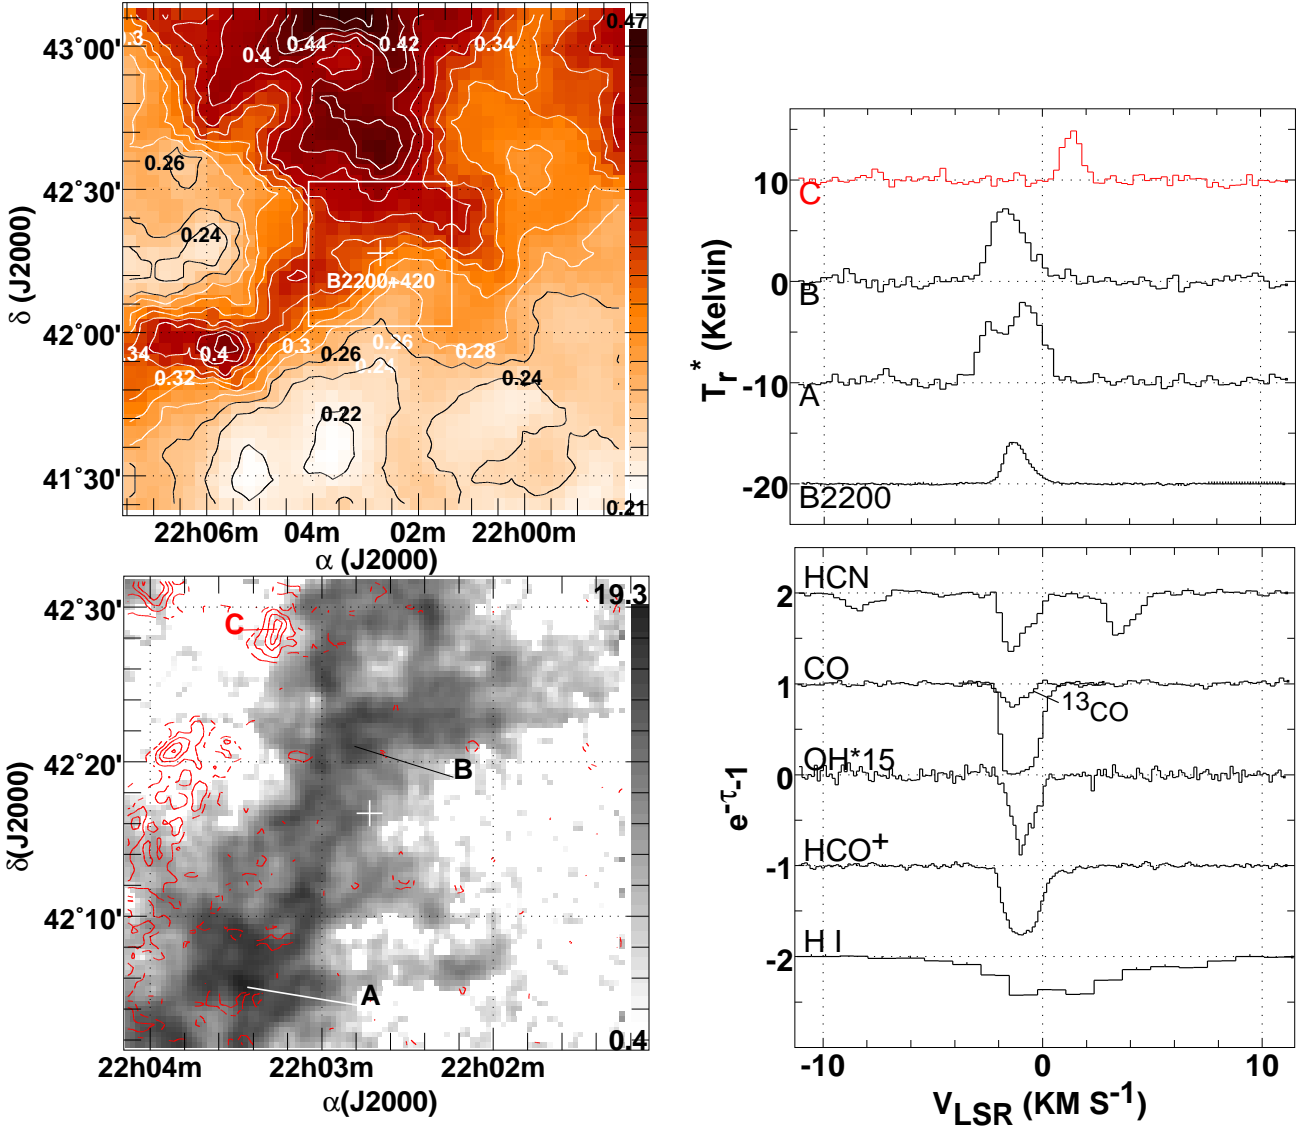 0.47
.3
0.44
0.42
0.34
0.4
43°00'
0.26
42°30'
0.24
B2200+420
42°00'
34
0.4
0.3
0.26
0.26
0.28
0.24
0.32
0.24
0.22
41°30'
0.21
22h06m 04m 02m 22h00m
α (J2000)
δ (J2000)
42°30'
19.3
C
42°20'
B
42°10'
A
0.4
22h04m 22h03m 22h02m
α(J2000)
δ(J2000)
10
C
0
B
-10
A
-20
B2200
Tr* (Kelvin)
HCN
2
CO
1
13CO
OH*15
0
HCO+
-1
H I
-2
e-τ-1
-10 0 10
VLSR (KM S-1)